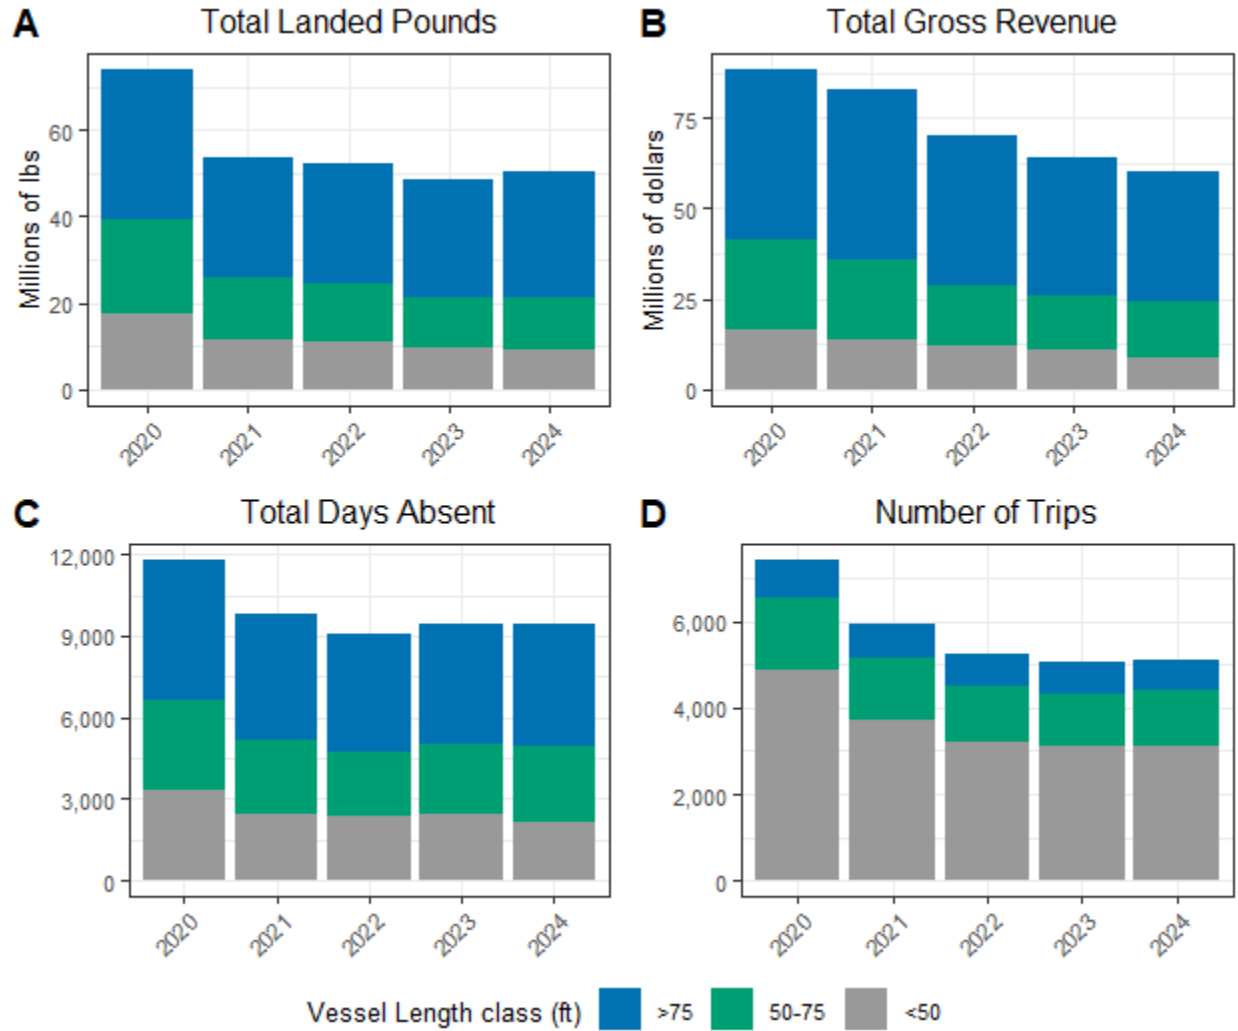 A Total Landed Pounds
Millions of lbs
60
40
20
0
2020 2021 2022 2023 2024
B Total Gross Revenue
Millions of dollars
75
50
25
0
2020 2021 2022 2023 2024
C Total Days Absent
12,000
9,000
6,000
3,000
0
2020 2021 2022 2023 2024
D Number of Trips
6,000
4,000
2,000
0
2020 2021 2022 2023 2024
Vessel Length class (ft) >75 50-75 <50